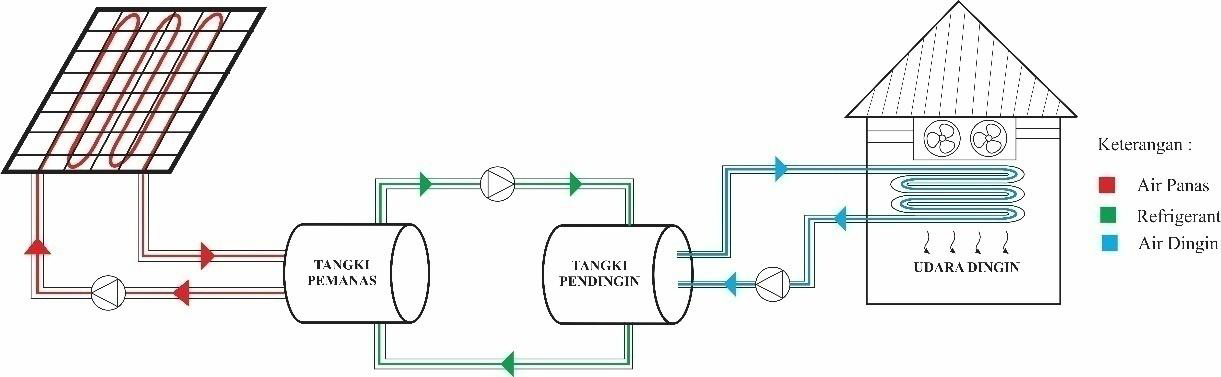 TANGKI
PEMANAS
TANGKI
PENDINGIN
UDARA DINGIN
Keterangan :
Air Panas
Refrigerant
Air Dingin